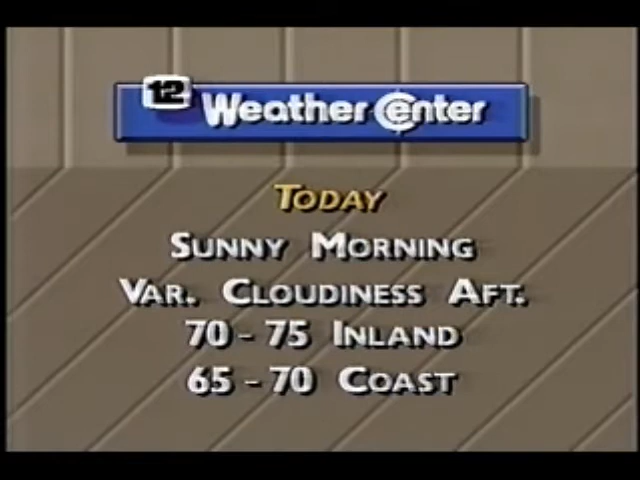 12 Weather Center
TODAY
SUNNY MORNING
VAR. CLOUDINESS AFT.
70 - 75 INLAND
65 - 70 COAST